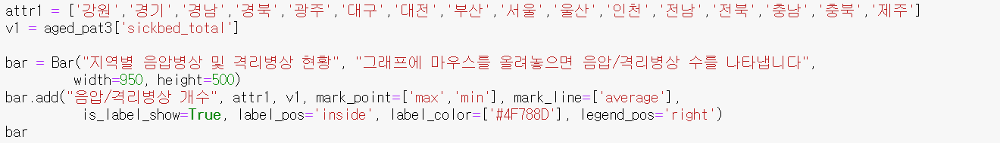 attr1 = ['강원','경기','경남','경북','광주','대구','대전','부산','서울','울산','인천','전남','전북','충남','충북','제주']
v1 = aged_pat3['sickbed_total']
bar = Bar("지역별 음압병상 및 격리병상 현황", "그래프에 마우스를 올려놓으면 음압/격리병상 수를 나타냅니다",
width=950, height=500)
bar.add("음압/격리병상 개수", attr1, v1, mark_point=['max','min'], mark_line=['average'],
is_label_show=True, label_pos='inside', label_color=['#4F788D'], legend_pos='right')
bar